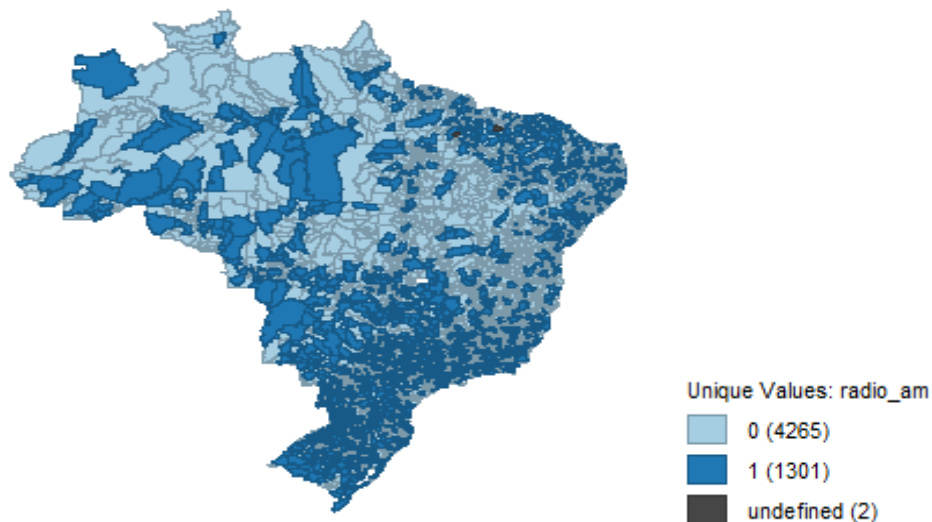 Unique Values: radio_am
0 (4265)
1 (1301)
undefined (2)